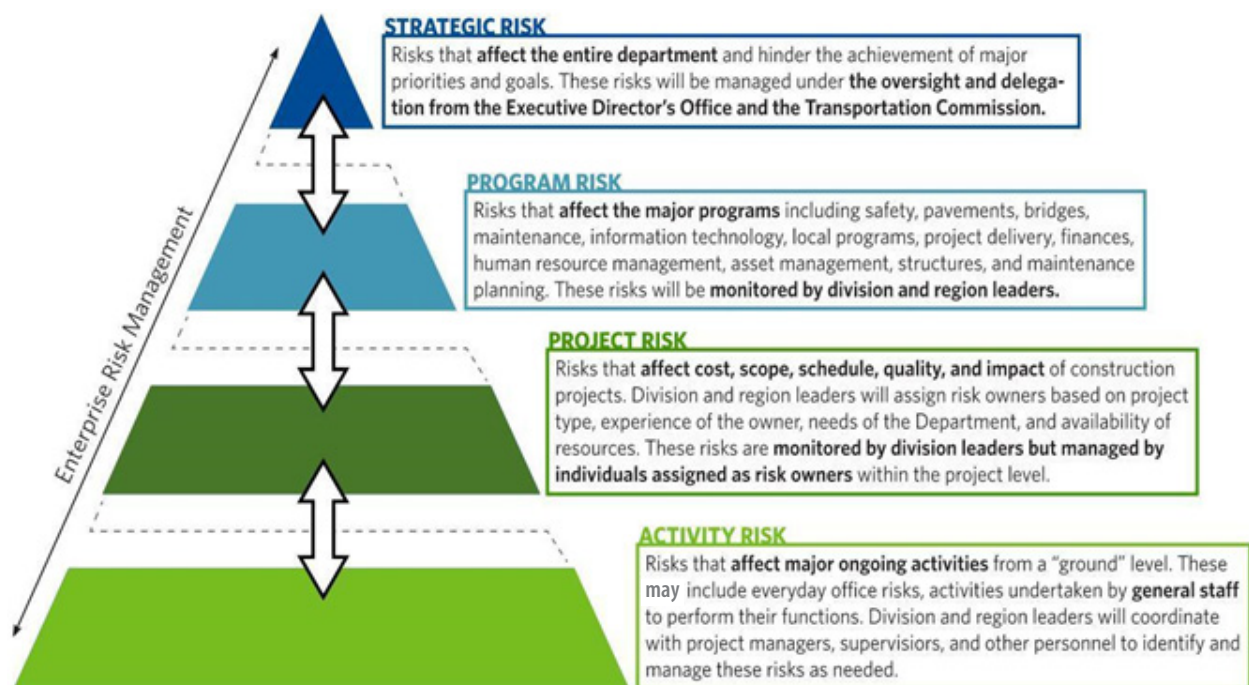 STRATEGIC RISK
Risks that affect the entire department and hinder the achievement of major
priorities and goals. These risks will be managed under the oversight and delega-
tion from the Executive Director's Office and the Transportation Commission.
PROGRAM RISK
Risks that affect the major programs including safety, pavements, bridges,
maintenance, information technology, local programs, project delivery, finances,
human resource management, asset management, structures, and maintenance
planning. These risks will be monitored by division and region leaders.
Enterprise Risk Management
PROJECT RISK
Risks that affect cost, scope, schedule, quality, and impact of construction
projects. Division and region leaders will assign risk owners based on project
type, experience of the owner, needs of the Department, and availability of
resources. These risks are monitored by division leaders but managed by
individuals assigned as risk owners within the project level.
ACTIVITY RISK
Risks that affect major ongoing activities from a "ground" level. These
may include everyday office risks, activities undertaken by general staff
to perform their functions. Division and region leaders will coordinate
with project managers, supervisiors, and other personnel to identify and
manage these risks as needed.